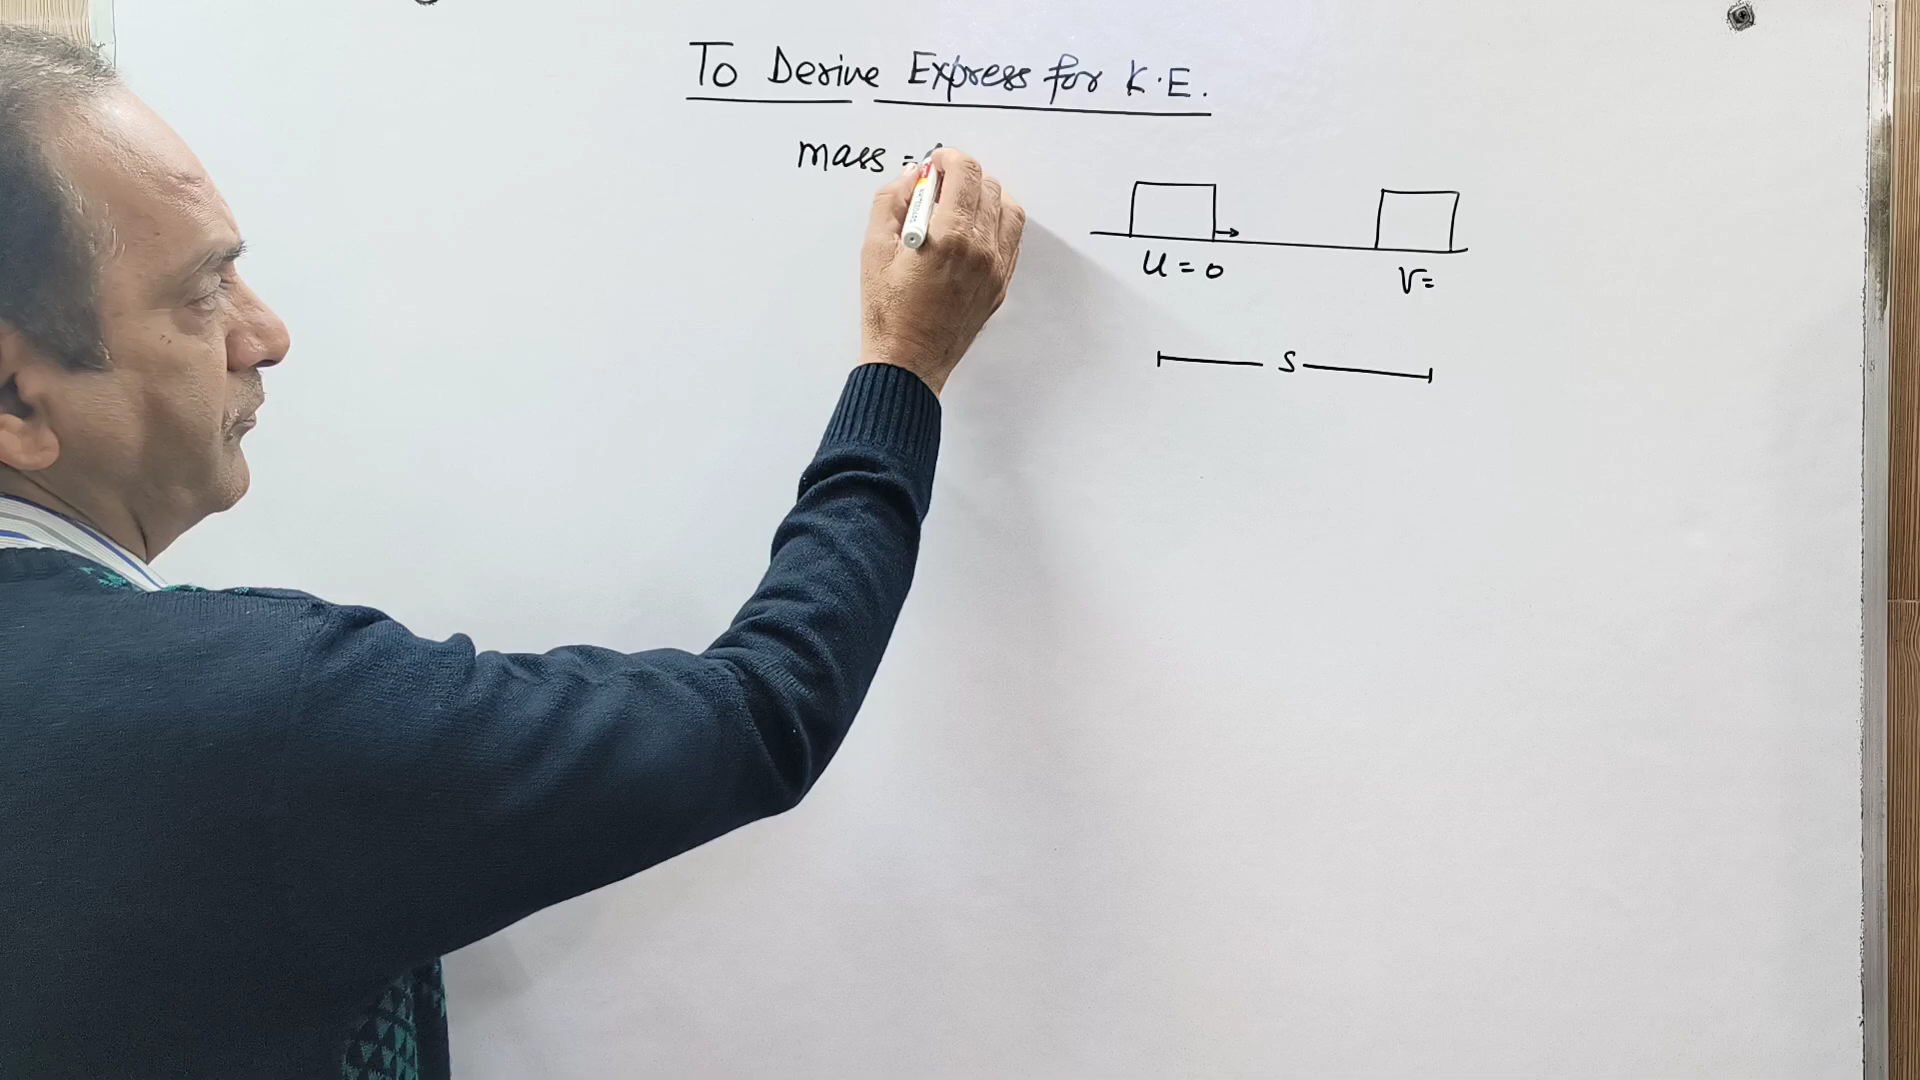 To Derive Express for K.E.
mass =
u = 0
V=
S